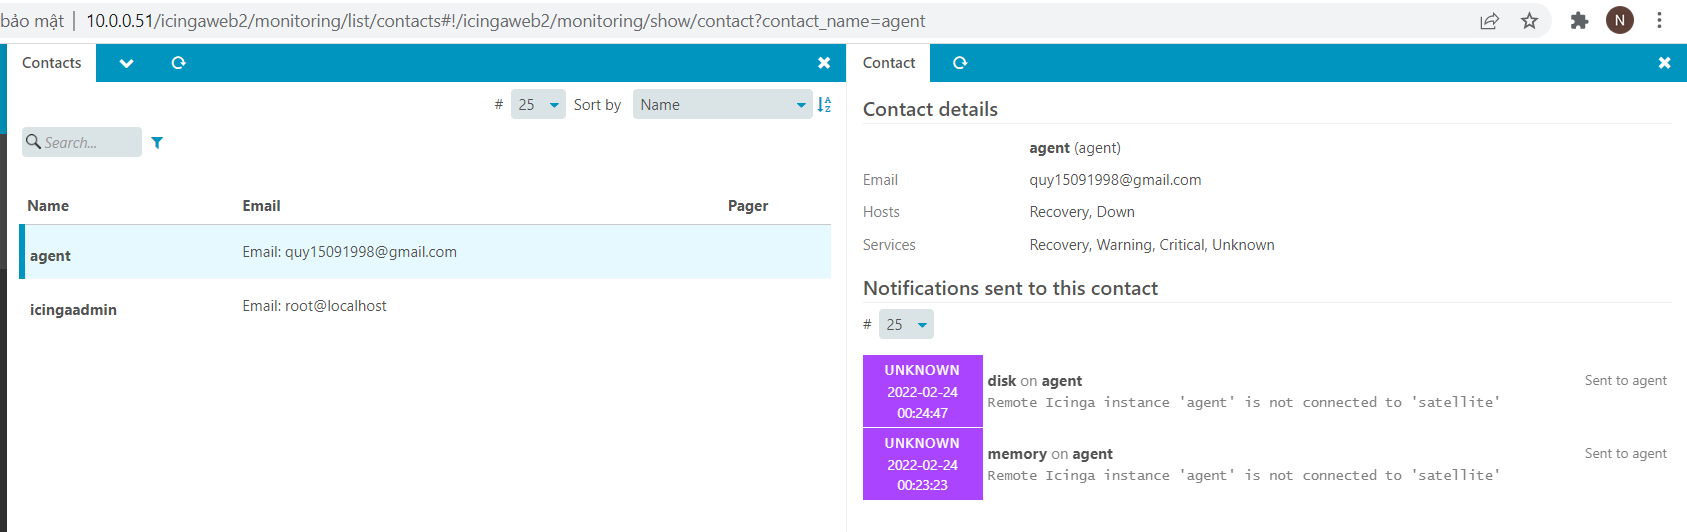 bảo mật | 10.0.0.51/icingaweb2/monitoring/list/contacts#!/icingaweb2/monitoring/show/contact?contact_name=agent
N
Contacts
# 25 Sort by Name
Search...
Name Email Pager
agent Email: quy15091998@gmail.com
icingaadmin Email: root@localhost
Contact
Contact details
agent (agent)
Email quy15091998@gmail.com
Hosts Recovery, Down
Services Recovery, Warning, Critical, Unknown
Notifications sent to this contact
# 25
UNKNOWN
2022-02-24
00:24:47
disk on agent
Sent to agent
Remote Icinga instance 'agent' is not connected to 'satellite'
UNKNOWN
2022-02-24
00:23:23
memory on agent
Sent to agent
Remote Icinga instance 'agent' is not connected to 'satellite'